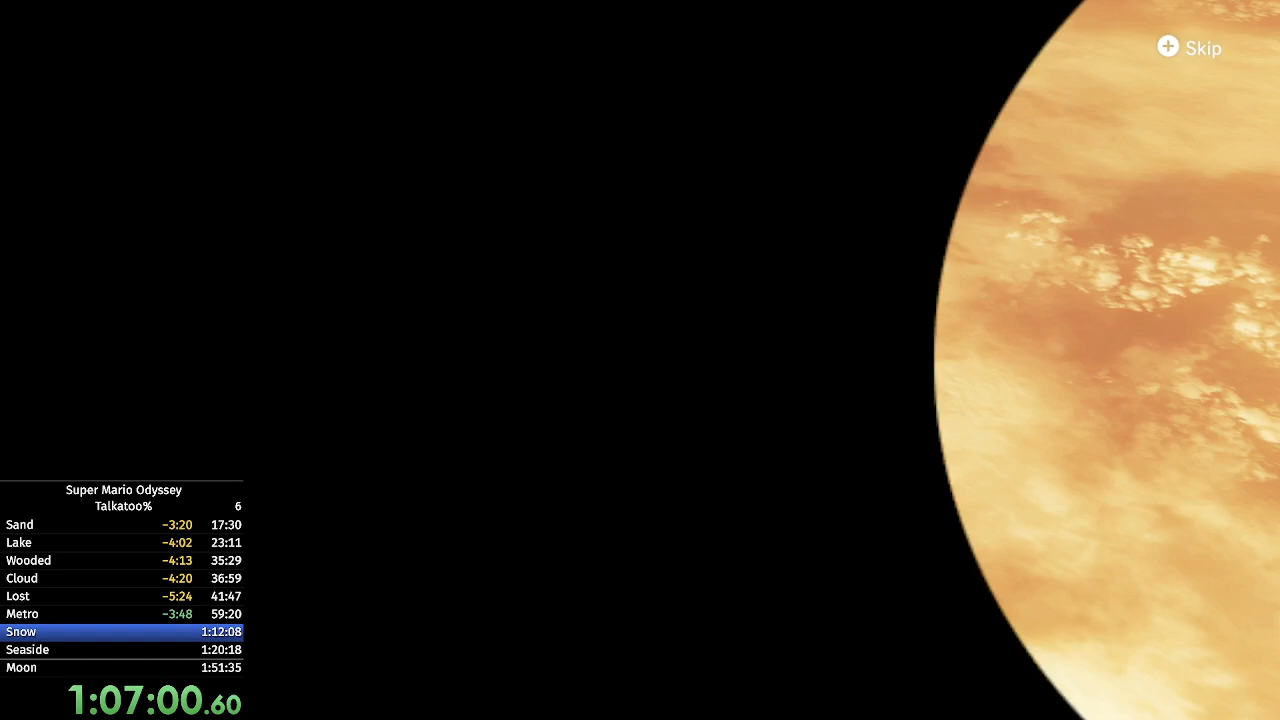 + Skip
Super Mario Odyssey
Talkatoo% 6
Sand -3:20 17:30
Lake -4:02 23:11
Wooded -4:13 35:29
Cloud -4:20 36:59
Lost -5:24 41:47
Metro -3:48 59:20
Snow 1:12:08
Seaside 1:20:18
Moon 1:51:35
1:07:00.60